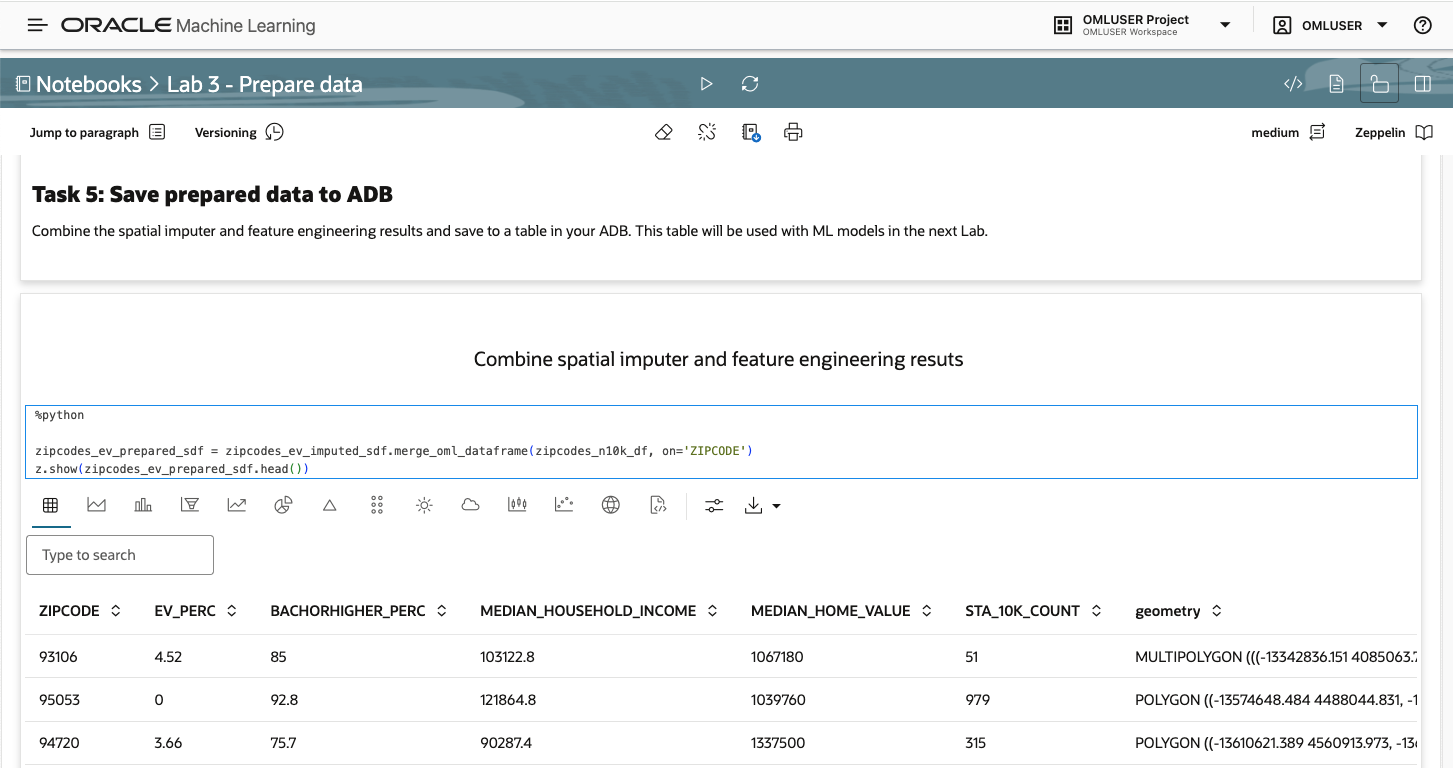 ORACLE Machine Learning
OMLUSER Project
OMLUSER Workspace
OMLUSER
Notebooks > Lab 3 - Prepare data
Jump to paragraph
Versioning
medium
Zeppelin
Task 5: Save prepared data to ADB
Combine the spatial imputer and feature engineering results and save to a table in your ADB. This table will be used with ML models in the next Lab.
Combine spatial imputer and feature engineering resuts
%python
zipcodes_ev_prepared_sdf = zipcodes_ev_imputed_sdf.merge_oml_dataframe(zipcodes_n10k_df, on='ZIPCODE')
z.show(zipcodes_ev_prepared_sdf.head())
Type to search
ZIPCODE EV_PERC BACHORHIGHER_PERC MEDIAN_HOUSEHOLD_INCOME MEDIAN_HOME_VALUE STA_10K_COUNT geometry
93106 4.52 85 103122.8 1067180 51 MULTIPOLYGON (((-13342836.151 4085063.7
95053 0 92.8 121864.8 1039760 979 POLYGON ((-13574648.484 4488044.831, -1
94720 3.66 75.7 90287.4 1337500 315 POLYGON ((-13610621.389 4560913.973, -136